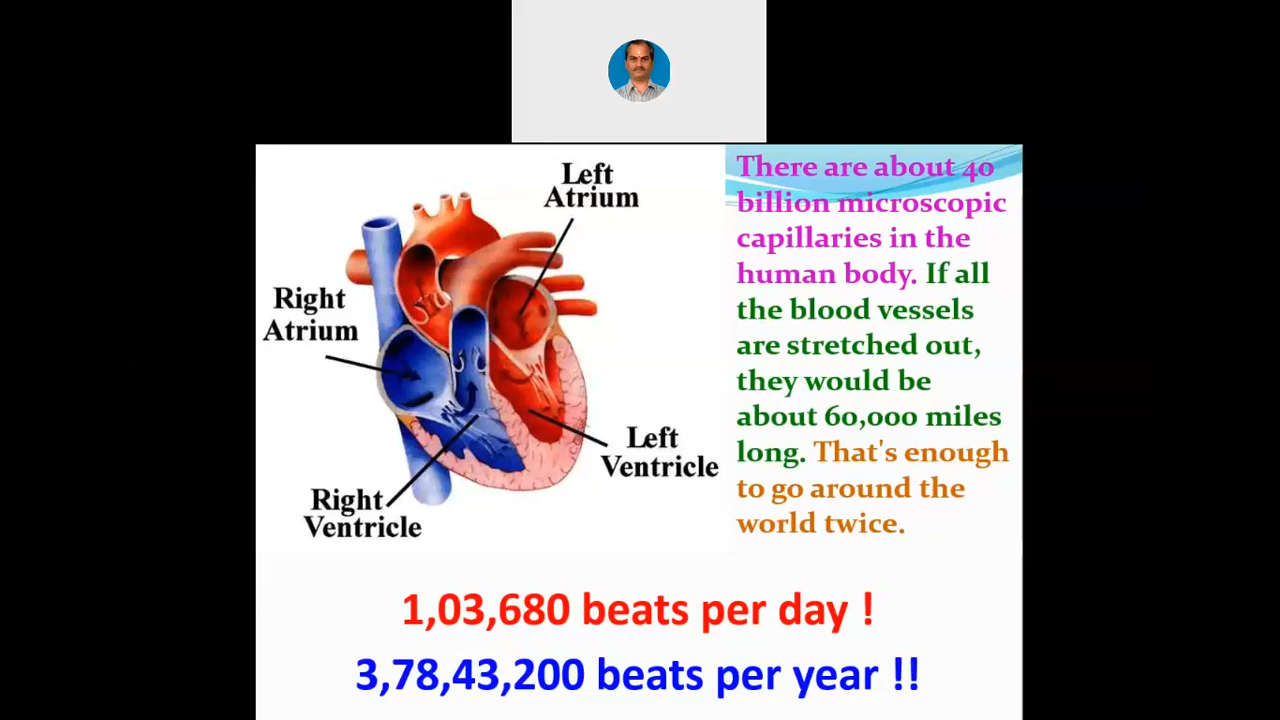 Left
Atrium
Right
Atrium
Left
Ventricle
Right
Ventricle
There are about 40
billion microscopic
capillaries in the
human body. If all
the blood vessels
are stretched out,
they would be
about 60,000 miles
long. That's enough
to go around the
world twice.
1,03,680 beats per day !
3,78,43,200 beats per year !!